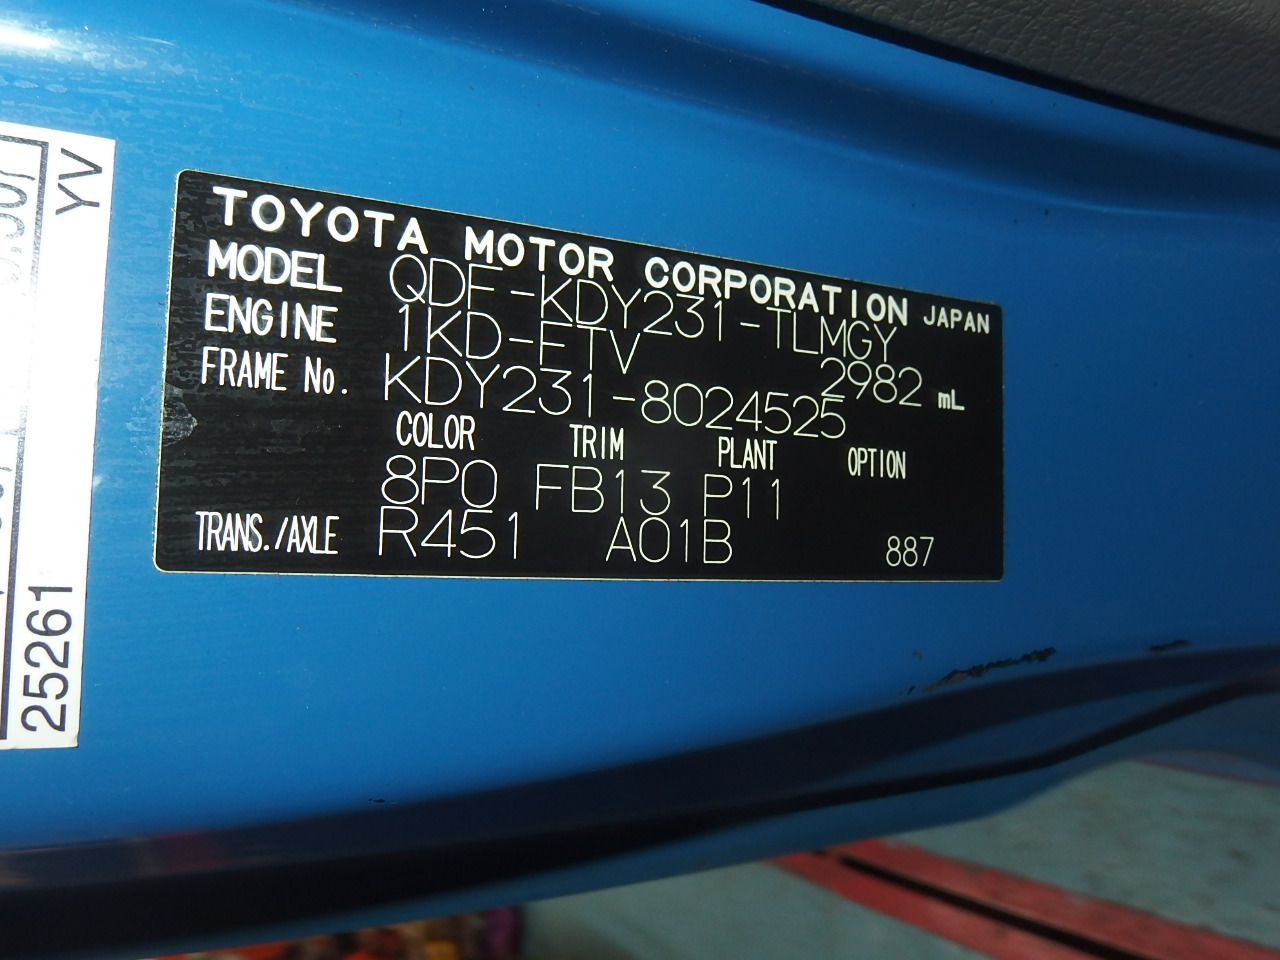 TOYOTA MOTOR CORPORATION JAPAN
MODEL QDF-KDY231-TLMGY
ENGINE 1KD-FTV 2982 mL
FRAME No. KDY231-8024525
COLOR TRIM PLANT OPTION
8P0 FB13 P11
TRANS./AXLE R451 A01B 887
YV
25261